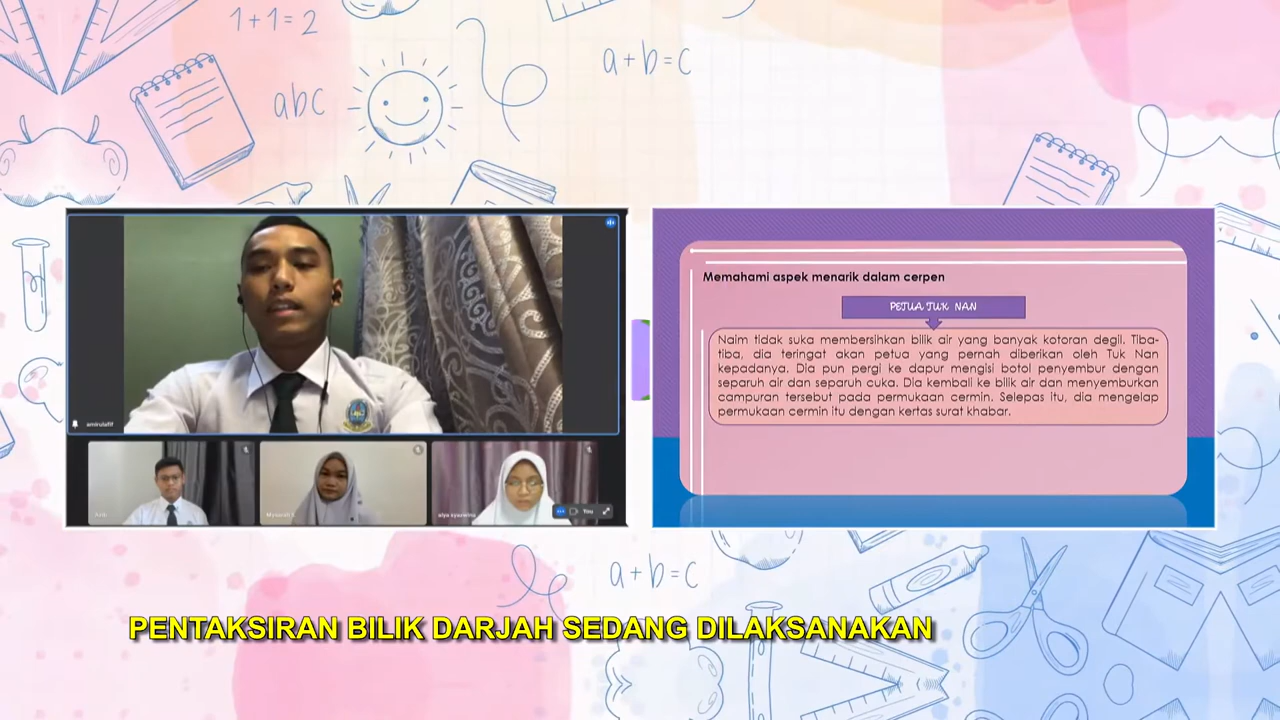 1+1=2
abc
a+b=c
amirulafif
You
Memahami aspek menarik dalam cerpen
PETUA TUK NAN
Naim tidak suka membersihkan bilik air yang banyak kotoran degil. Tiba-
tiba, dia teringat akan petua yang pernah diberikan oleh Tuk Nan
kepadanya. Dia pun pergi ke dapur mengisi botol penyembur dengan
separuh air dan separuh cuka. Dia kembali ke bilik air dan menyemburkan
campuran tersebut pada permukaan cermin. Selepas itu, dia mengelap
permukaan cermin itu dengan kertas surat khabar.
a+b=c
PENTAKSIRAN BILIK DARJAH SEDANG DILAKSANAKAN